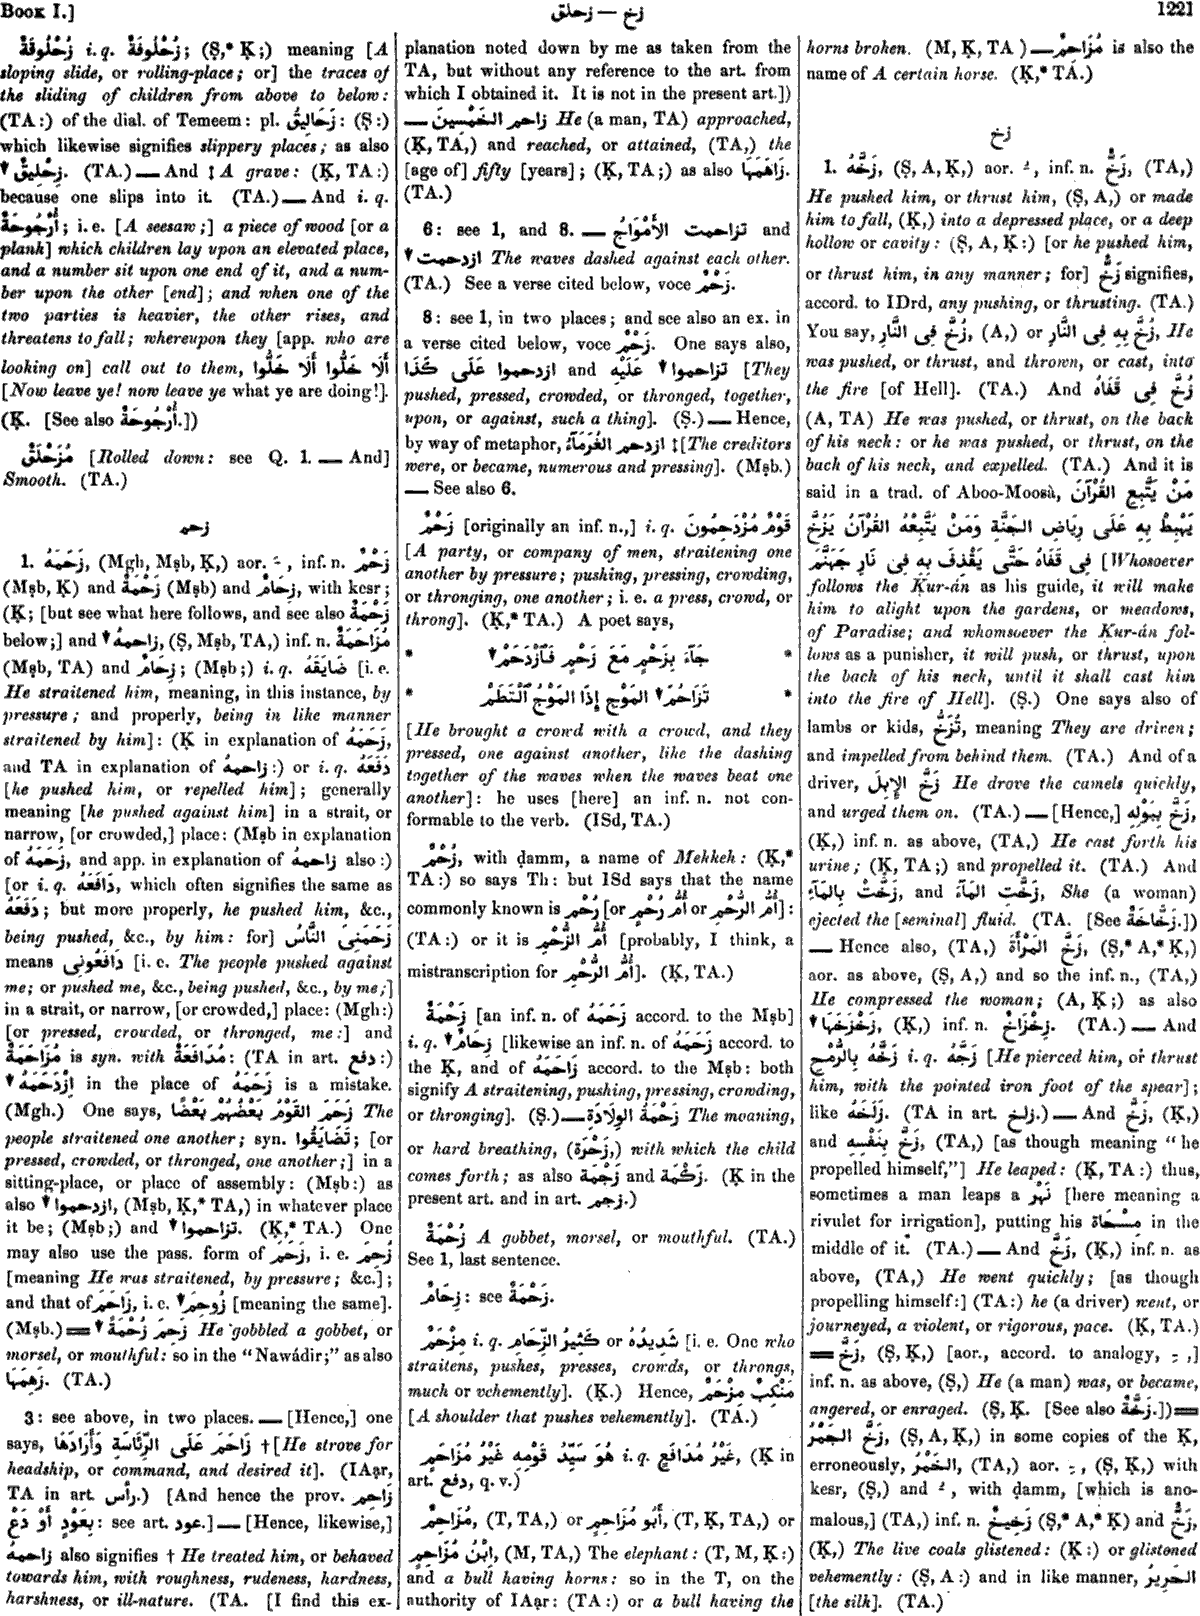 Book I.]
زخ — زحلق
1221
زُحْلُوقَةٌ i. q. زُحْلُوفَةٌ; (Ṣ,* Ḳ;) meaning [A
sloping slide, or rolling-place; or] the traces of
the sliding of children from above to below:
(TA:) of the dial. of Temeem: pl. زَحَالِيقُ: (Ṣ:)
which likewise signifies slippery places; as also
▼ زِحْلِيقٌ. (TA.) — And ‡ A grave: (Ḳ, TA:)
because one slips into it. (TA.) — And i. q.
أُرْجُوحَةٌ; i. e. [A seesaw;] a piece of wood [or a
plank] which children lay upon an elevated place,
and a number sit upon one end of it, and a num-
ber upon the other [end]; and when one of the
two parties is heavier, the other rises, and
threatens to fall; whereupon they [app. who are
looking on] call out to them, أَلَا خَلُّوا أَلَا خَلُّوا
[Now leave ye! now leave ye what ye are doing!].
(Ḳ. [See also أُرْجُوحَةٌ.])
مُزَحْلَقٌ [Rolled down: see Q. 1. — And]
Smooth. (TA.)
زحم
1. زَحَمَهُ, (Mgh, Mṣb, Ḳ,) aor. ـَ , inf. n. زَحْمٌ
(Mṣb, Ḳ) and زَحْمَةٌ (Mṣb) and زِحَامٌ, with kesr;
(Ḳ; [but see what here follows, and see also زَحْمَةٌ
below;] and ▼ زاحمهُ, (Ṣ, Mṣb, TA,) inf. n. مُزَاحَمَةٌ
(Mṣb, TA) and زِحَامٌ; (Mṣb;) i. q. ضَايَقَهُ [i. e.
He straitened him, meaning, in this instance, by
pressure; and properly, being in like manner
straitened by him]: (Ḳ in explanation of زَحَمَهُ,
and TA in explanation of زاحمهُ:) or i. q. دَفَعَهُ
[he pushed him, or repelled him]; generally
meaning [he pushed against him] in a strait, or
narrow, [or crowded,] place: (Mṣb in explanation
of زَحَمَهُ, and app. in explanation of زاحمهُ also:)
[or i. q. دَافَعَهُ, which often signifies the same as
دَفَعَهُ; but more properly, he pushed him, &c.,
being pushed, &c., by him: for] زَحَمَنِى النَّاسُ
means دَافَعُونِى [i. e. The people pushed against
me; or pushed me, &c., being pushed, &c., by me;]
in a strait, or narrow, [or crowded,] place: (Mgh:)
[or pressed, crowded, or thronged, me:] and
مُزَاحَمَةٌ is syn. with مُدَافَعَةٌ: (TA in art. دفع:)
▼ اِزْدَحَمَهُ in the place of زَحَمَهُ is a mistake.
(Mgh.) One says, زَحَمَ القَوْمُ بَعْضُهُمْ بَعْضًا The
people straitened one another; syn. تَضَايَقُوا; [or
pressed, crowded, or thronged, one another;] in a
sitting-place, or place of assembly: (Mṣb:) as
also ▼ ازدحموا, (Mṣb, Ḳ,* TA,) in whatever place
it be; (Mṣb;) and ▼ تزاحموا. (Ḳ,* TA.) One
may also use the pass. form of زَحَمَ, i. e. زُحِمَ
[meaning He was straitened, by pressure; &c.];
and that of زَاحَمَ, i. e. ▼ زُوحِمَ [meaning the same].
(Mṣb.) = ▼ زَحِمَ زُحْمَةً He gobbled a gobbet, or
morsel, or mouthful: so in the "Nawádir;" as also
زَهِمَهَا. (TA.)
3: see above, in two places. — [Hence,] one
says, زَاحَمَ عَلَى الرِّئَاسَةِ وَأَرَادَهَا † [He strove for
headship, or command, and desired it]. (IAạr,
TA in art. رأس.) [And hence the prov. زَاحِمْ
بِعَوْدٍ أَوْ دَعْ: see art. عود.] — [Hence, likewise,]
زاحمهُ also signifies † He treated him, or behaved
towards him, with roughness, rudeness, hardness,
harshness, or ill-nature. (TA. [I find this ex-
planation noted down by me as taken from the
TA, but without any reference to the art. from
which I obtained it. It is not in the present art.])
— زاحم الخَمْسِينَ He (a man, TA) approached,
(Ḳ, TA,) and reached, or attained, (TA,) the
[age of] fifty [years]; (Ḳ, TA;) as also زَاهَمَهَا.
(TA.)
6: see 1, and 8. — تزاحمت الأَمْوَاجُ and
▼ ازدحمت The waves dashed against each other.
(TA.) See a verse cited below, voce زَحْمٌ.
8: see 1, in two places; and see also an ex. in
a verse cited below, voce زَحْمٌ. One says also,
ازدحموا عَلَى كَذَا and ▼ تزاحموا عَلَيْهِ [They
pushed, pressed, crowded, or thronged, together,
upon, or against, such a thing]. (Ṣ.) — Hence,
by way of metaphor, ازدحم الغُرَمَآءُ ‡ [The creditors
were, or became, numerous and pressing]. (Mṣb.)
— See also 6.
زَحْمٌ [originally an inf. n.,] i. q. قَوْمٌ مُزْدَحِمُونَ
[A party, or company of men, straitening one
another by pressure; pushing, pressing, crowding,
or thronging, one another; i. e. a press, crowd, or
throng]. (Ḳ,* TA.) A poet says,
* جَآءَ بِزَحْمٍ مَعَ زَحْمٍ فَٱزْدَحَمْ ▼ *
* تَزَاحُمَ ▼ المَوْجِ إِذَا المَوْجُ ٱلْتَطَمْ *
[He brought a crowd with a crowd, and they
pressed, one against another, like the dashing
together of the waves when the waves beat one
another]: he uses [here] an inf. n. not con-
formable to the verb. (ISd, TA.)
زُحْمٌ, with ḍamm, a name of Mekkeh: (Ḳ,*
TA:) so says Th: but ISd says that the name
commonly known is رُحْمٌ [or أُمُّ رُحْمٍ or أُمُّ الرُّحْمِ]:
(TA:) or it is أُمُّ الزُّحْمِ [probably, I think, a
mistranscription for أُمُّ الرُّحْمِ]. (Ḳ, TA.)
زَحْمَةٌ [an inf. n. of زَحَمَهُ accord. to the Mṣb]
i. q. ▼ زِحَامٌ [likewise an inf. n. of زَحَمَهُ accord. to
the Ḳ, and of زَاحَمَهُ accord. to the Mṣb: both
signify A straitening, pushing, pressing, crowding,
or thronging]. (Ṣ.) — زَحْمَةُ الوِلَادَةِ The moaning,
or hard breathing, (زَحْرَة,) with which the child
comes forth; as also زَجْمَة and زَكْمَة. (Ḳ in the
present art. and in art. زجم.)
زُحْمَةٌ A gobbet, morsel, or mouthful. (TA.)
See 1, last sentence.
زِحَامٌ: see زَحْمَةٌ.
مِزْحَمٌ i. q. كَثِيرُ الزِّحَامِ or شَدِيدُهُ [i. e. One who
straitens, pushes, presses, crowds, or throngs,
much or vehemently]. (Ḳ.) Hence, مَنْكِبٌ مِزْحَمٌ
[A shoulder that pushes vehemently]. (TA.)
هُوَ سَيِّدُ قَوْمِهِ غَيْرُ مُزَاحَمٍ i. q. غَيْرُ مُدَافَعٍ, (Ḳ in
art. دفع, q. v.)
مُزَاحِمٌ, (T, TA,) or أَبُو مُزَاحِمٍ, (T, Ḳ, TA,) or
ابْنُ مُزَاحِمٍ, (M, TA,) The elephant: (T, M, Ḳ:)
and a bull having horns: so in the T, on the
authority of IAạr: (TA:) or a bull having the
horns broken. (M, Ḳ, TA) — مُزَاحِمٌ is also the
name of A certain horse. (Ḳ,* TA.)
زخ
1. زَخَّهُ, (Ṣ, A, Ḳ,) aor. ـُ , inf. n. زَخٌّ, (TA,)
He pushed him, or thrust him, (Ṣ, A,) or made
him to fall, (Ḳ,) into a depressed place, or a deep
hollow or cavity: (Ṣ, A, Ḳ:) [or he pushed him,
or thrust him, in any manner; for] زَخٌّ signifies,
accord. to IDrd, any pushing, or thrusting. (TA.)
You say, زُخَّ فِى النَّارِ, (A,) or زُخَّ بِهِ فِى النَّارِ, He
was pushed, or thrust, and thrown, or cast, into
the fire [of Hell]. (TA.) And زُخَّ فِى قَفَاهُ
(A, TA) He was pushed, or thrust, on the back
of his neck: or he was pushed, or thrust, on the
back of his neck, and expelled. (TA.) And it is
said in a trad. of Aboo-Moosà, مَنْ يَتَّبِعِ القُرْآنَ
يَهْبِطْ بِهِ عَلَى رِيَاضِ الجَنَّةِ وَمَنْ يَتَّبِعْهُ القُرْآنُ يَزُخَّ
فِى قَفَاهُ حَتَّى يَقْذِفَ بِهِ فِى نَارِ جَهَنَّمَ [Whosoever
follows the Ḳur-án as his guide, it will make
him to alight upon the gardens, or meadows,
of Paradise; and whomsoever the Ḳur-án fol-
lows as a punisher, it will push, or thrust, upon
the back of his neck, until it shall cast him
into the fire of Hell]. (Ṣ.) One says also of
lambs or kids, تُزَخُّ, meaning They are driven;
and impelled from behind them. (TA.) And of a
driver, زَخَّ الإِبِلَ He drove the camels quickly,
and urged them on. (TA.) — [Hence,] زَخَّ بِبَوْلِهِ,
(Ḳ,) inf. n. as above, (TA,) He cast forth his
urine; (Ḳ, TA;) and propelled it. (TA.) And
زَخَّتْ بِالمَآءِ, and زَخَّتِ المَآءَ, She (a woman)
ejected the [seminal] fluid. (TA. [See زَخَّاخَةٌ.])
— Hence also, (TA,) زَخَّ المَرْأَةَ, (Ṣ,* A,* Ḳ,)
aor. as above, (Ṣ, A,) and so the inf. n., (TA,)
He compressed the woman; (A, Ḳ;) as also
▼ زَخْزَخَهَا, (Ḳ,) inf. n. زِخْزَاخٌ. (TA.) — And
زَخَّهُ بِالرُّمْحِ i. q. زَجَّهُ [He pierced him, or thrust
him, with the pointed iron foot of the spear];
like زَلَخَهُ. (TA in art. زلخ.) — And زَخَّ, (Ḳ,)
and زَخَّ بِنَفْسِهِ, (TA,) [as though meaning "he
propelled himself,"] He leaped: (Ḳ, TA:) thus,
sometimes a man leaps a نَهْر [here meaning a
rivulet for irrigation], putting his مِسْحَاة in the
middle of it. (TA.) — And زَخَّ, (Ḳ,) inf. n. as
above, (TA,) He went quickly; [as though
propelling himself:] (TA:) he (a driver) went, or
journeyed, a violent, or rigorous, pace. (Ḳ, TA.)
= زَخَّ, (Ṣ, Ḳ,) [aor., accord. to analogy, ـِ ,]
inf. n. as above, (Ṣ,) He (a man) was, or became,
angered, or enraged. (Ṣ, Ḳ. [See also زَخَّةٌ.]) =
زَخَّ الجَمْرُ, (Ṣ, A, Ḳ,) in some copies of the Ḳ,
erroneously, الخَمْرُ, (TA,) aor. ـِ , (Ṣ, Ḳ,) with
kesr, (Ṣ,) and ـُ , with ḍamm, [which is ano-
malous,] (TA,) inf. n. زَخِيخٌ (Ṣ,* A,* Ḳ) and زَخٌّ,
(Ḳ,) The live coals glistened: (Ḳ:) or glistened
vehemently: (Ṣ, A:) and in like manner, الحَرِيرُ
[the silk]. (TA.)